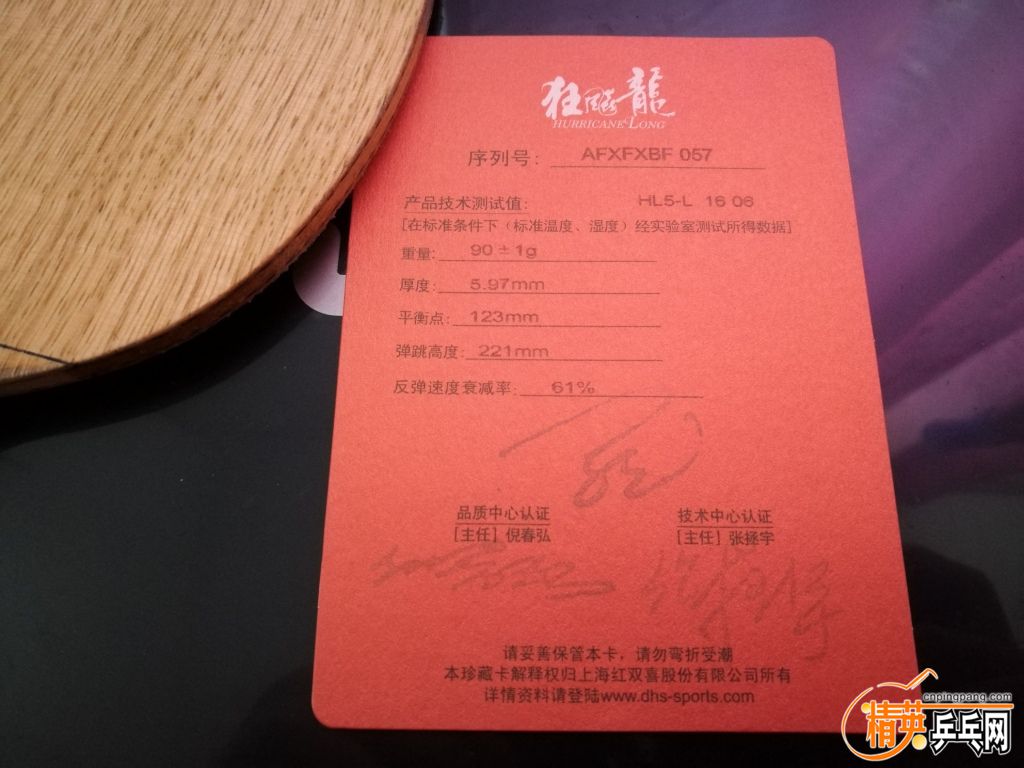 狂飚龍
HURRICANE LONG
序列号: AFXFXBF 057
产品技术测试值: HL5-L 16 06
[在标准条件下（标准温度、湿度）经实验室测试所得数据]
重量: 90±1g
厚度: 5.97mm
平衡点: 123mm
弹跳高度: 221mm
反弹速度衰减率: 61%
品质中心认证 技术中心认证
[主任] 倪春弘 [主任] 张拯宇
请妥善保管本卡，请勿弯折受潮
本珍藏卡解释权归上海红双喜股份有限公司所有
详情资料请登陆www.dhs-sports.com
cnpingpang.com
精英乒乓网